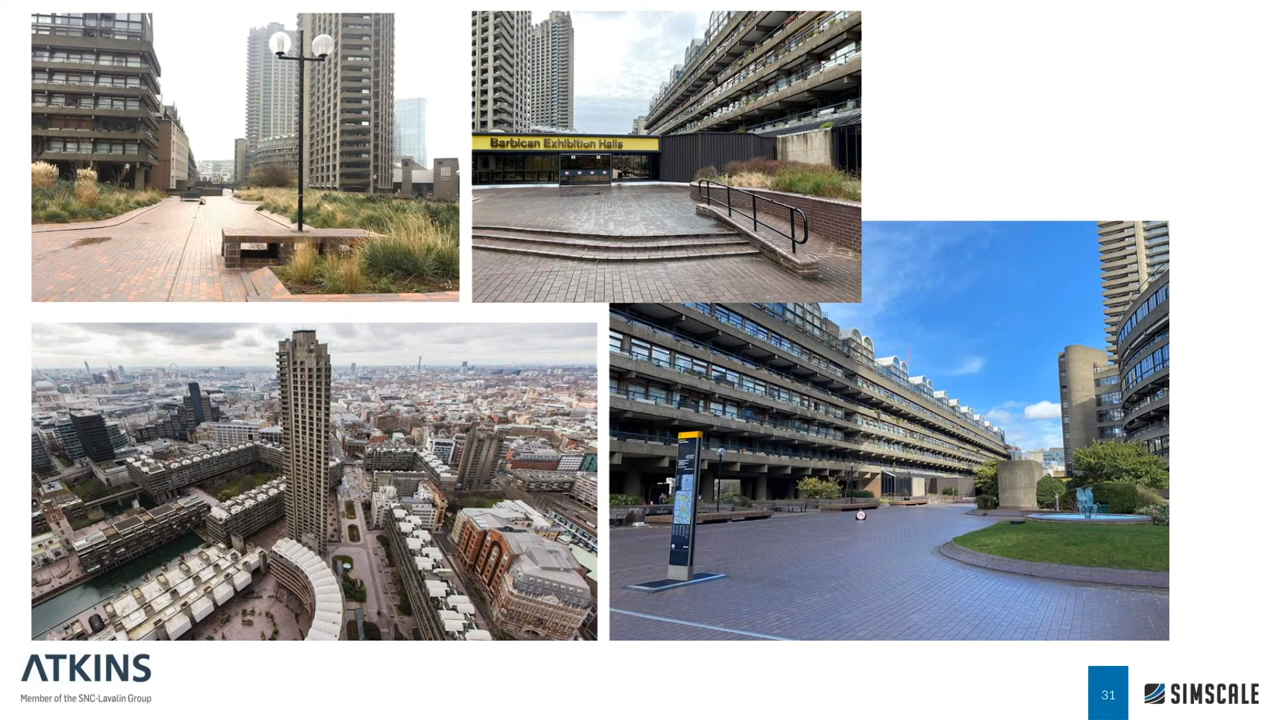 Barbican Exhibition Halls
ATKINS
Member of the SNC-Lavalin Group
31
SIMSCALE